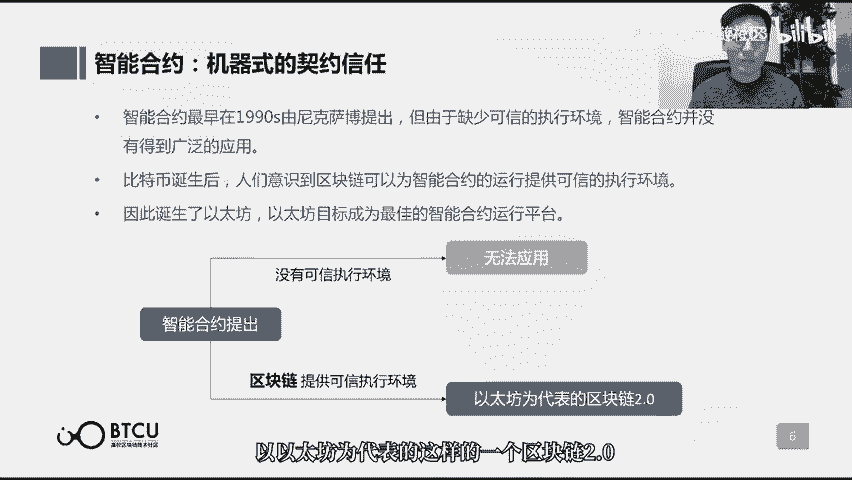 bilibili
智能合约：机器式的契约信任
• 智能合约最早在1990s由尼克萨博提出，但由于缺少可信的执行环境，智能合约并没
有得到广泛的应用。
• 比特币诞生后，人们意识到区块链可以为智能合约的运行提供可信的执行环境。
• 因此诞生了以太坊，以太坊目标成为最佳的智能合约运行平台。
无法应用
没有可信执行环境
智能合约提出
区块链 提供可信执行环境
以太坊为代表的区块链2.0
BTCU
6
以以太坊为代表的这样的一个区块链2.0